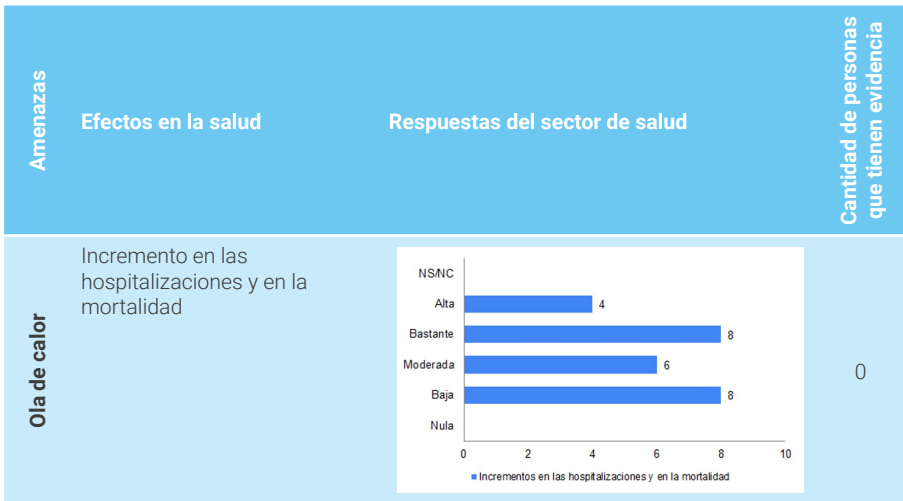 Amenazas
Efectos en la salud
Respuestas del sector de salud
Cantidad de personas
que tienen evidencia
Ola de calor
Incremento en las
hospitalizaciones y en la
mortalidad
NS/NC
Alta
4
Bastante
8
Moderada
6
Baja
8
Nula
0 2 4 6 8 10
Incrementos en las hospitalizaciones y en la mortalidad
0